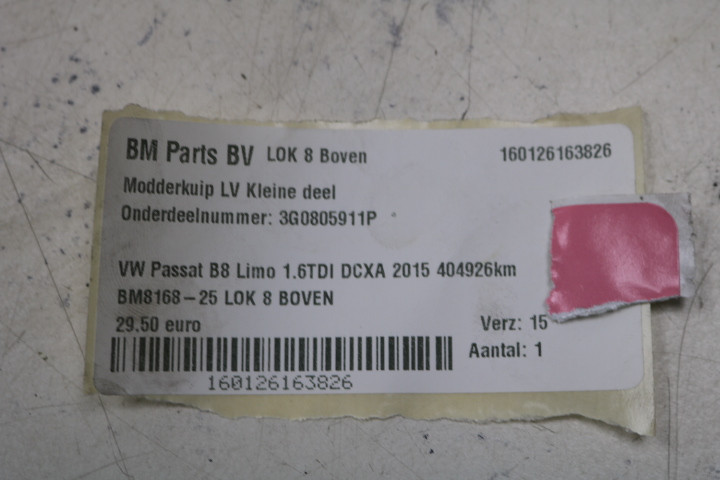 BM Parts BV LOK 8 Boven 160126163826
Modderkuip LV Kleine deel
Onderdeelnummer: 3G0805911P
VW Passat B8 Limo 1.6TDI DCXA 2015 404926km
BM8168-25 LOK 8 BOVEN
29.50 euro Verz: 15
Aantal: 1
160126163826